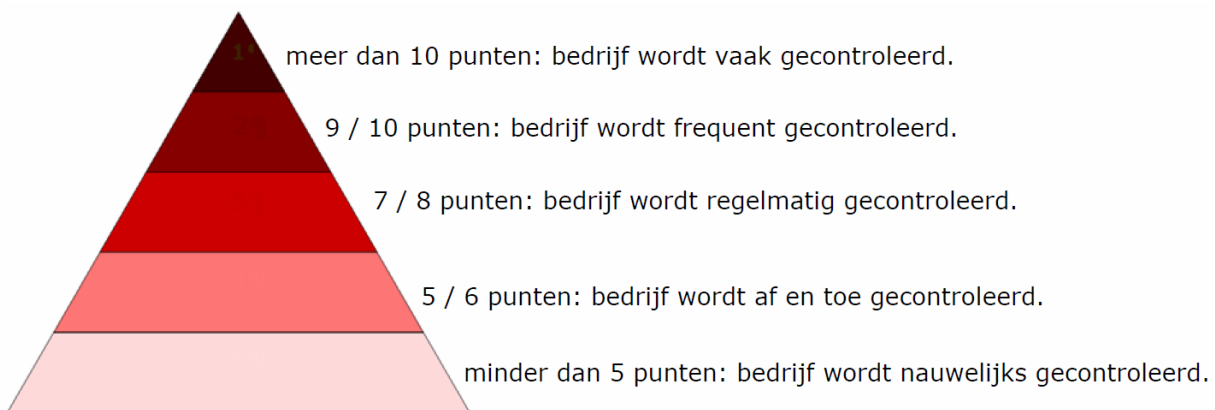 meer dan 10 punten: bedrijf wordt vaak gecontroleerd.
9 / 10 punten: bedrijf wordt frequent gecontroleerd.
7 / 8 punten: bedrijf wordt regelmatig gecontroleerd.
5 / 6 punten: bedrijf wordt af en toe gecontroleerd.
minder dan 5 punten: bedrijf wordt nauwelijks gecontroleerd.